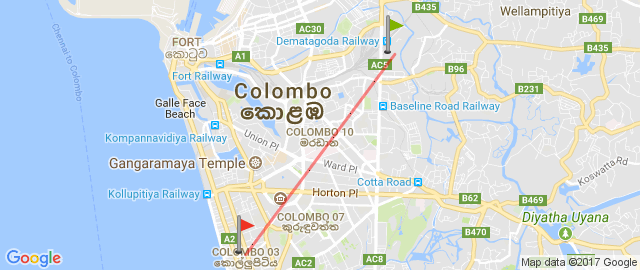 B435
Wellampitiya
AC30
B469
FORT
කොටුව
A1
Dematagoda Railway
B435
Fort Railway
AC5
B96
Chennai to Colombo
Colombo
කොළඹ
B231
Galle Face
Beach
Baseline Road Railway
Kompannavidiya Railway
COLOMBO 10
මරදාන
Union Pl
Gangaramaya Temple
Ward Pl
Koswatta Rd
Kollupitiya Railway
Horton Pl
Cotta Road
B62
B469
COLOMBO 07
කුරුඳුවත්ත
Diyatha Uyana
A2
B470
COLOMBO 03
කොල්ලුපිටිය
A2
AC8
Google
Map data ©2017 Google